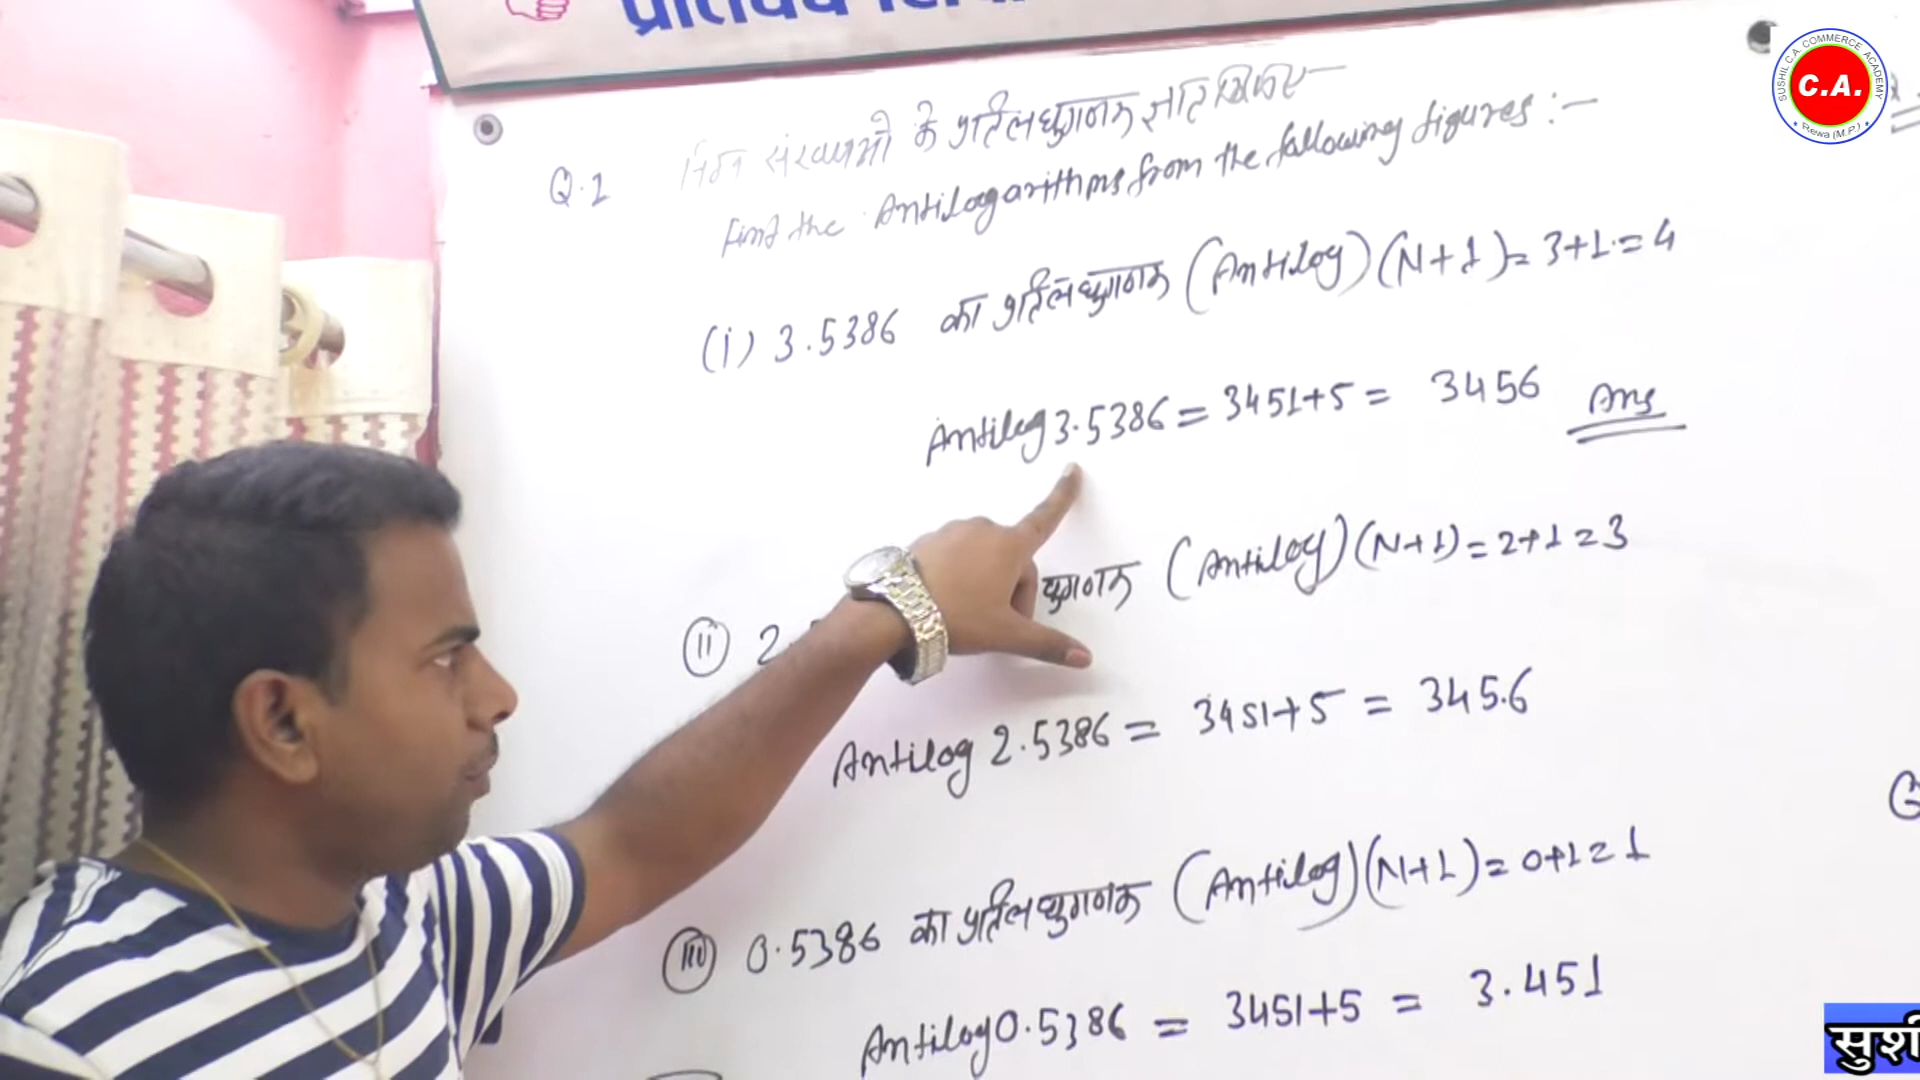 SUSHIL C.A. COMMERCE ACADEMY
C.A.
Rewa (M.P.)
Q.1 निम्न संख्याओं के प्रतिलघुगणक ज्ञात किजिए–
Find the Antilogarithms from the following figures :–
(i) 3.5386 का प्रतिलघुगणक (Antilog) (N+1) = 3+1 = 4
Antilog 3.5386 = 3451+5 = 3456 Ans
(ii) 2. घुगणक (Antilog) (N+1) = 2+1 = 3
Antilog 2.5386 = 3451+5 = 345.6
(iii) 0.5386 का प्रतिलघुगणक (Antilog) (N+1) = 0+1 = 1
Antilog 0.5386 = 3451+5 = 3.451